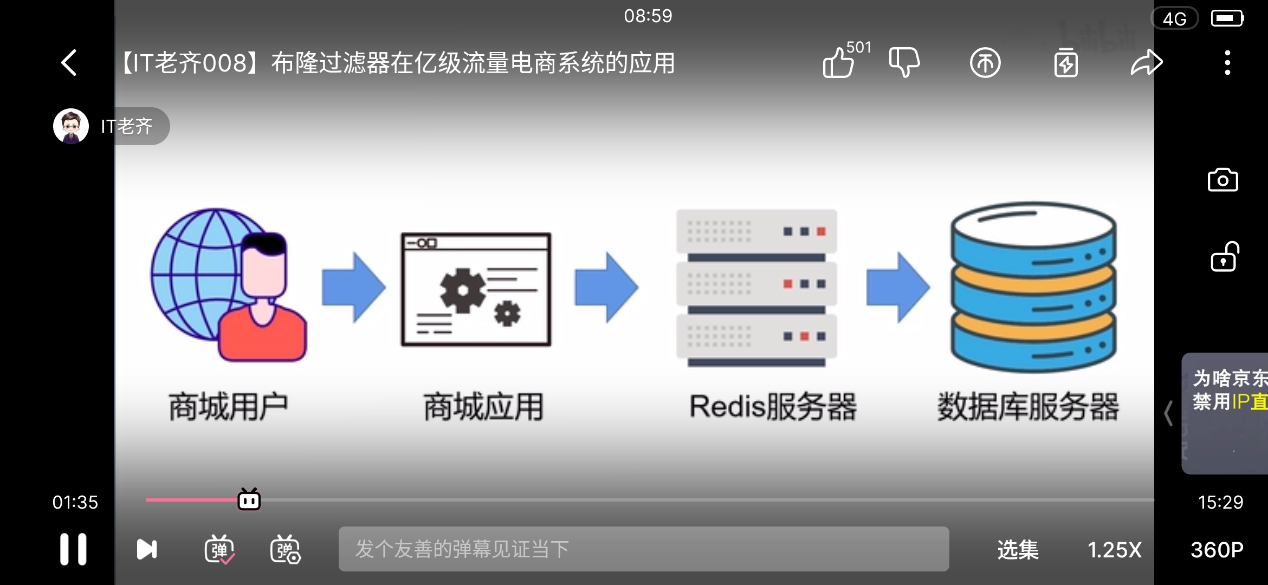 08:59
4G
【IT老齐008】布隆过滤器在亿级流量电商系统的应用
501
IT老齐
商城用户
商城应用
Redis服务器
数据库服务器
为啥京东
禁用IP直
01:35
15:29
弹
弹
发个友善的弹幕见证当下
选集
1.25X
360P